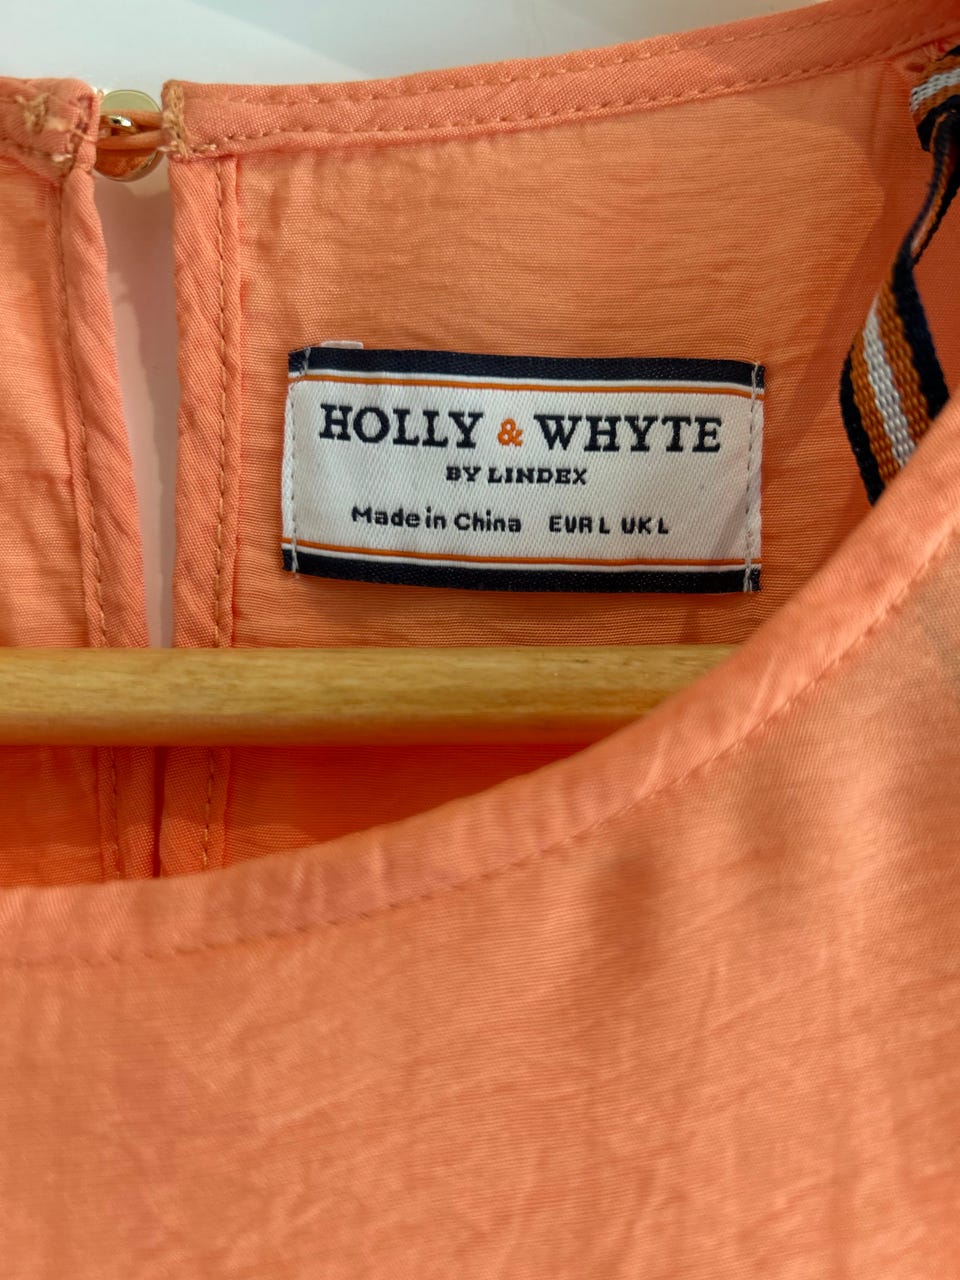 HOLLY & WHYTE
BY LINDEX
Made in China EUR L UK L